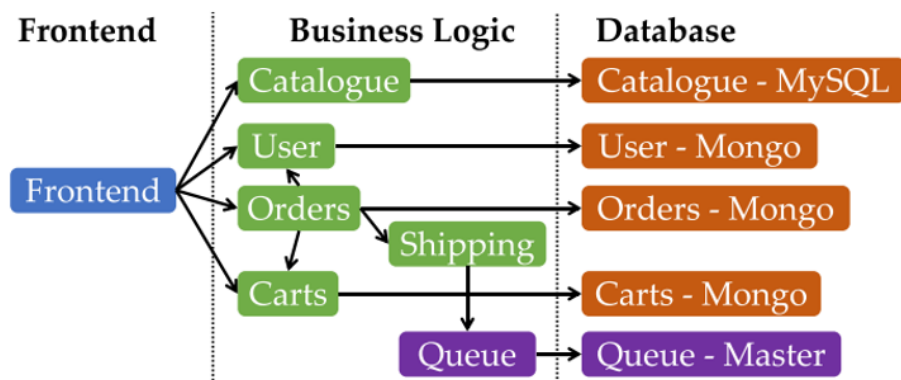 Frontend
Business Logic
Database
Catalogue
Catalogue - MySQL
User
User - Mongo
Frontend
Orders
Orders - Mongo
Shipping
Carts
Carts - Mongo
Queue
Queue - Master